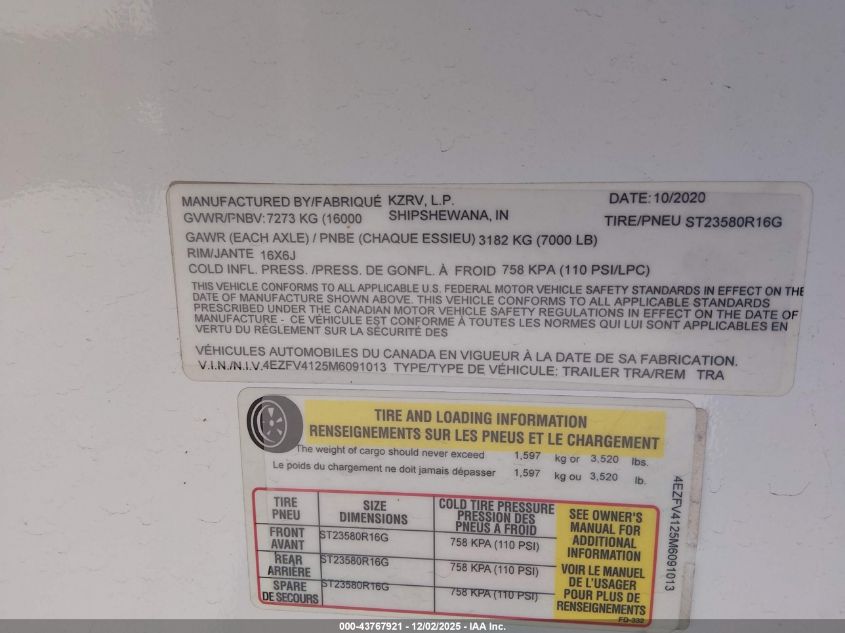 MANUFACTURED BY/FABRIQUÉ KZRV, L.P. DATE: 10/2020
GVWR/PNBV: 7273 KG (16000 SHIPSHEWANA, IN TIRE/PNEU ST23580R16G
GAWR (EACH AXLE) / PNBE (CHAQUE ESSIEU) 3182 KG (7000 LB)
RIM/JANTE 16X6J
COLD INFL. PRESS. /PRESS. DE GONFL. À FROID 758 KPA (110 PSI/LPC)
THIS VEHICLE CONFORMS TO ALL APPLICABLE U.S. FEDERAL MOTOR VEHICLE SAFETY STANDARDS IN EFFECT ON THE
DATE OF MANUFACTURE SHOWN ABOVE. THIS VEHICLE CONFORMS TO ALL APPLICABLE STANDARDS
PRESCRIBED UNDER THE CANADIAN MOTOR VEHICLE SAFETY REGULATIONS IN EFFECT ON THE DATE OF
MANUFACTURE - CE VÉHICULE EST CONFORME À TOUTES LES NORMES QUI LUI SONT APPLICABLES EN
VERTU DU RÉGLEMENT SUR LA SÉCURITÉ DES
VÉHICULES AUTOMOBILES DU CANADA EN VIGUEUR À LA DATE DE SA FABRICATION.
V.I.N./N.I.V. 4EZFV4125M6091013 TYPE/TYPE DE VÉHICULE: TRAILER TRA/REM TRA
TIRE AND LOADING INFORMATION
RENSEIGNEMENTS SUR LES PNEUS ET LE CHARGEMENT
The weight of cargo should never exceed 1,597 kg or 3,520 lbs.
Le poids du chargement ne doit jamais dépasser 1,597 kg ou 3,520 lb.
TIRE PNEU
SIZE DIMENSIONS
COLD TIRE PRESSURE PRESSION DES PNEUS À FROID
FRONT AVANT ST23580R16G 758 KPA (110 PSI)
REAR ARRIÈRE ST23580R16G 758 KPA (110 PSI)
SPARE DE SECOURS ST23580R16G 758 KPA (110 PSI)
SEE OWNER'S
MANUAL FOR
ADDITIONAL
INFORMATION
VOIR LE MANUEL
DE L'USAGER
POUR PLUS DE
RENSEIGNEMENTS
FD-332
4EZFV4125M6091013
000-43767921 - 12/02/2025 - IAA Inc.